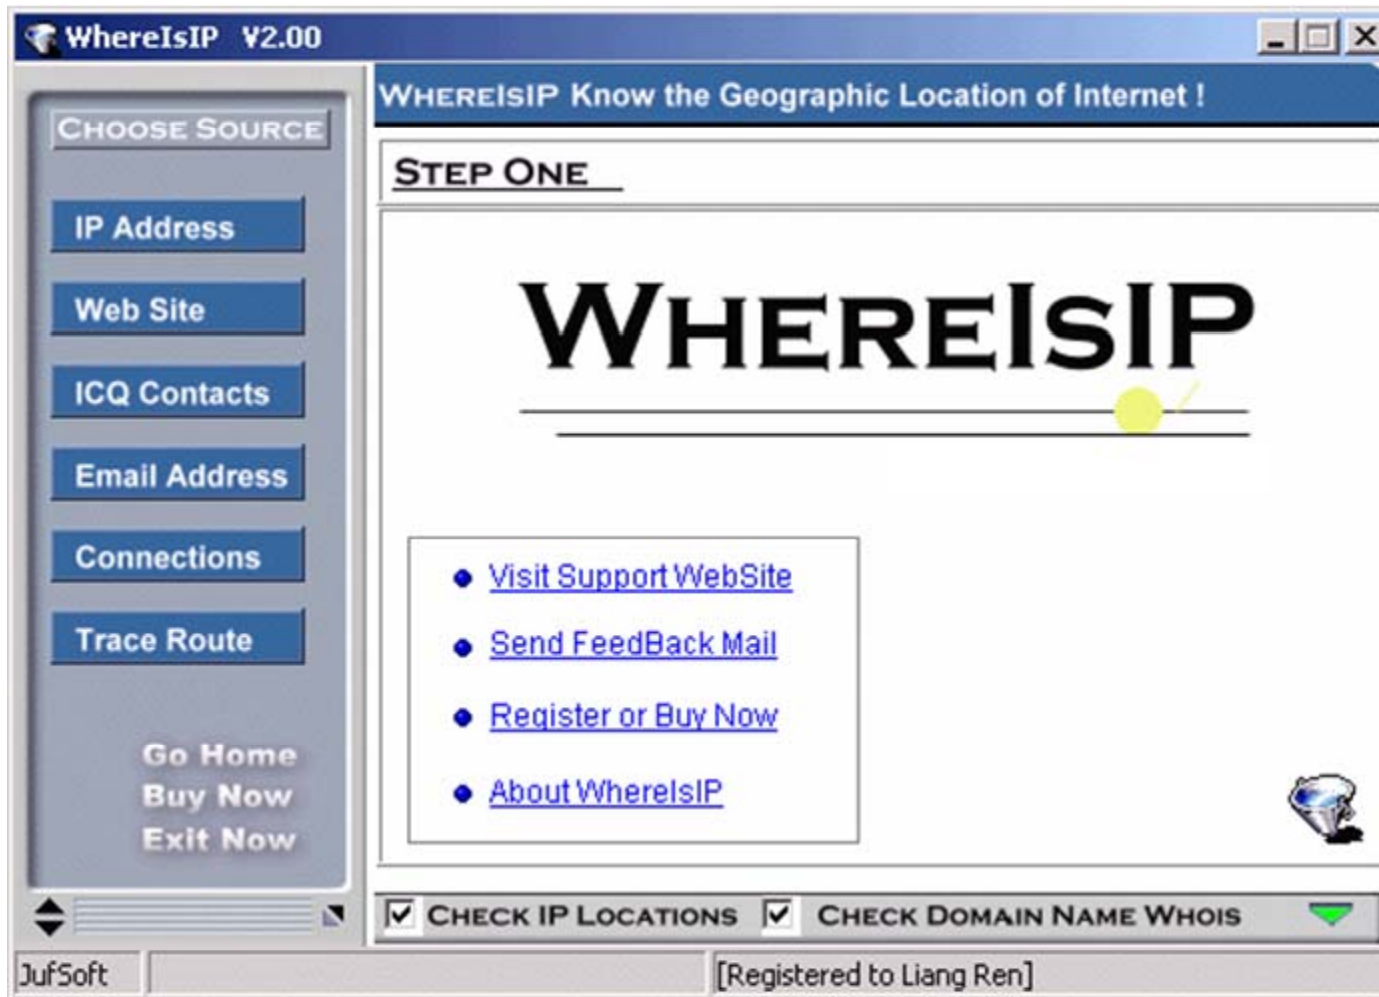 WhereIsIP V2.00
CHOOSE SOURCE
IP Address
Web Site
ICQ Contacts
Email Address
Connections
Trace Route
Go Home
Buy Now
Exit Now
WHEREISIP Know the Geographic Location of Internet !
STEP ONE
WHEREISIP
Visit Support WebSite
Send FeedBack Mail
Register or Buy Now
About WhereIsIP
CHECK IP LOCATIONS CHECK DOMAIN NAME WHOIS
JufSoft [Registered to Liang Ren]